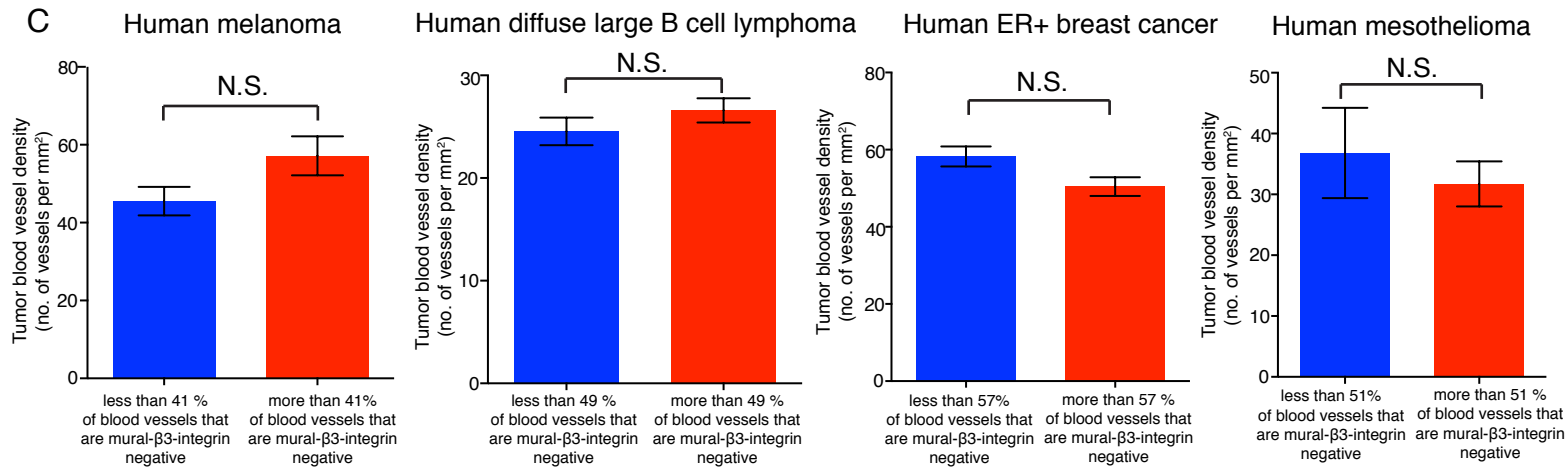 C
Human melanoma
Tumor blood vessel density
(no. of vessels per mm²)
80
60
40
20
0
N.S.
less than 41 %
of blood vessels that
are mural-β3-integrin
negative
more than 41%
of blood vessels that
are mural-β3-integrin
negative
Human diffuse large B cell lymphoma
Tumor blood vessel density
(no. of vessels per mm²)
30
20
10
0
N.S.
less than 49 %
of blood vessels that
are mural-β3-integrin
negative
more than 49 %
of blood vessels that
are mural-β3-integrin
negative
Human ER+ breast cancer
Tumor blood vessel density
(no. of vessels per mm²)
80
60
40
20
0
N.S.
less than 57%
of blood vessels that
are mural-β3-integrin
negative
more than 57 %
of blood vessels that
are mural-β3-integrin
negative
Human mesothelioma
Tumor blood vessel density
(no. of vessels per mm²)
50
40
30
20
10
0
N.S.
less than 51%
of blood vessels that
are mural-β3-integrin
negative
more than 51 %
of blood vessels that
are mural-β3-integrin
negative